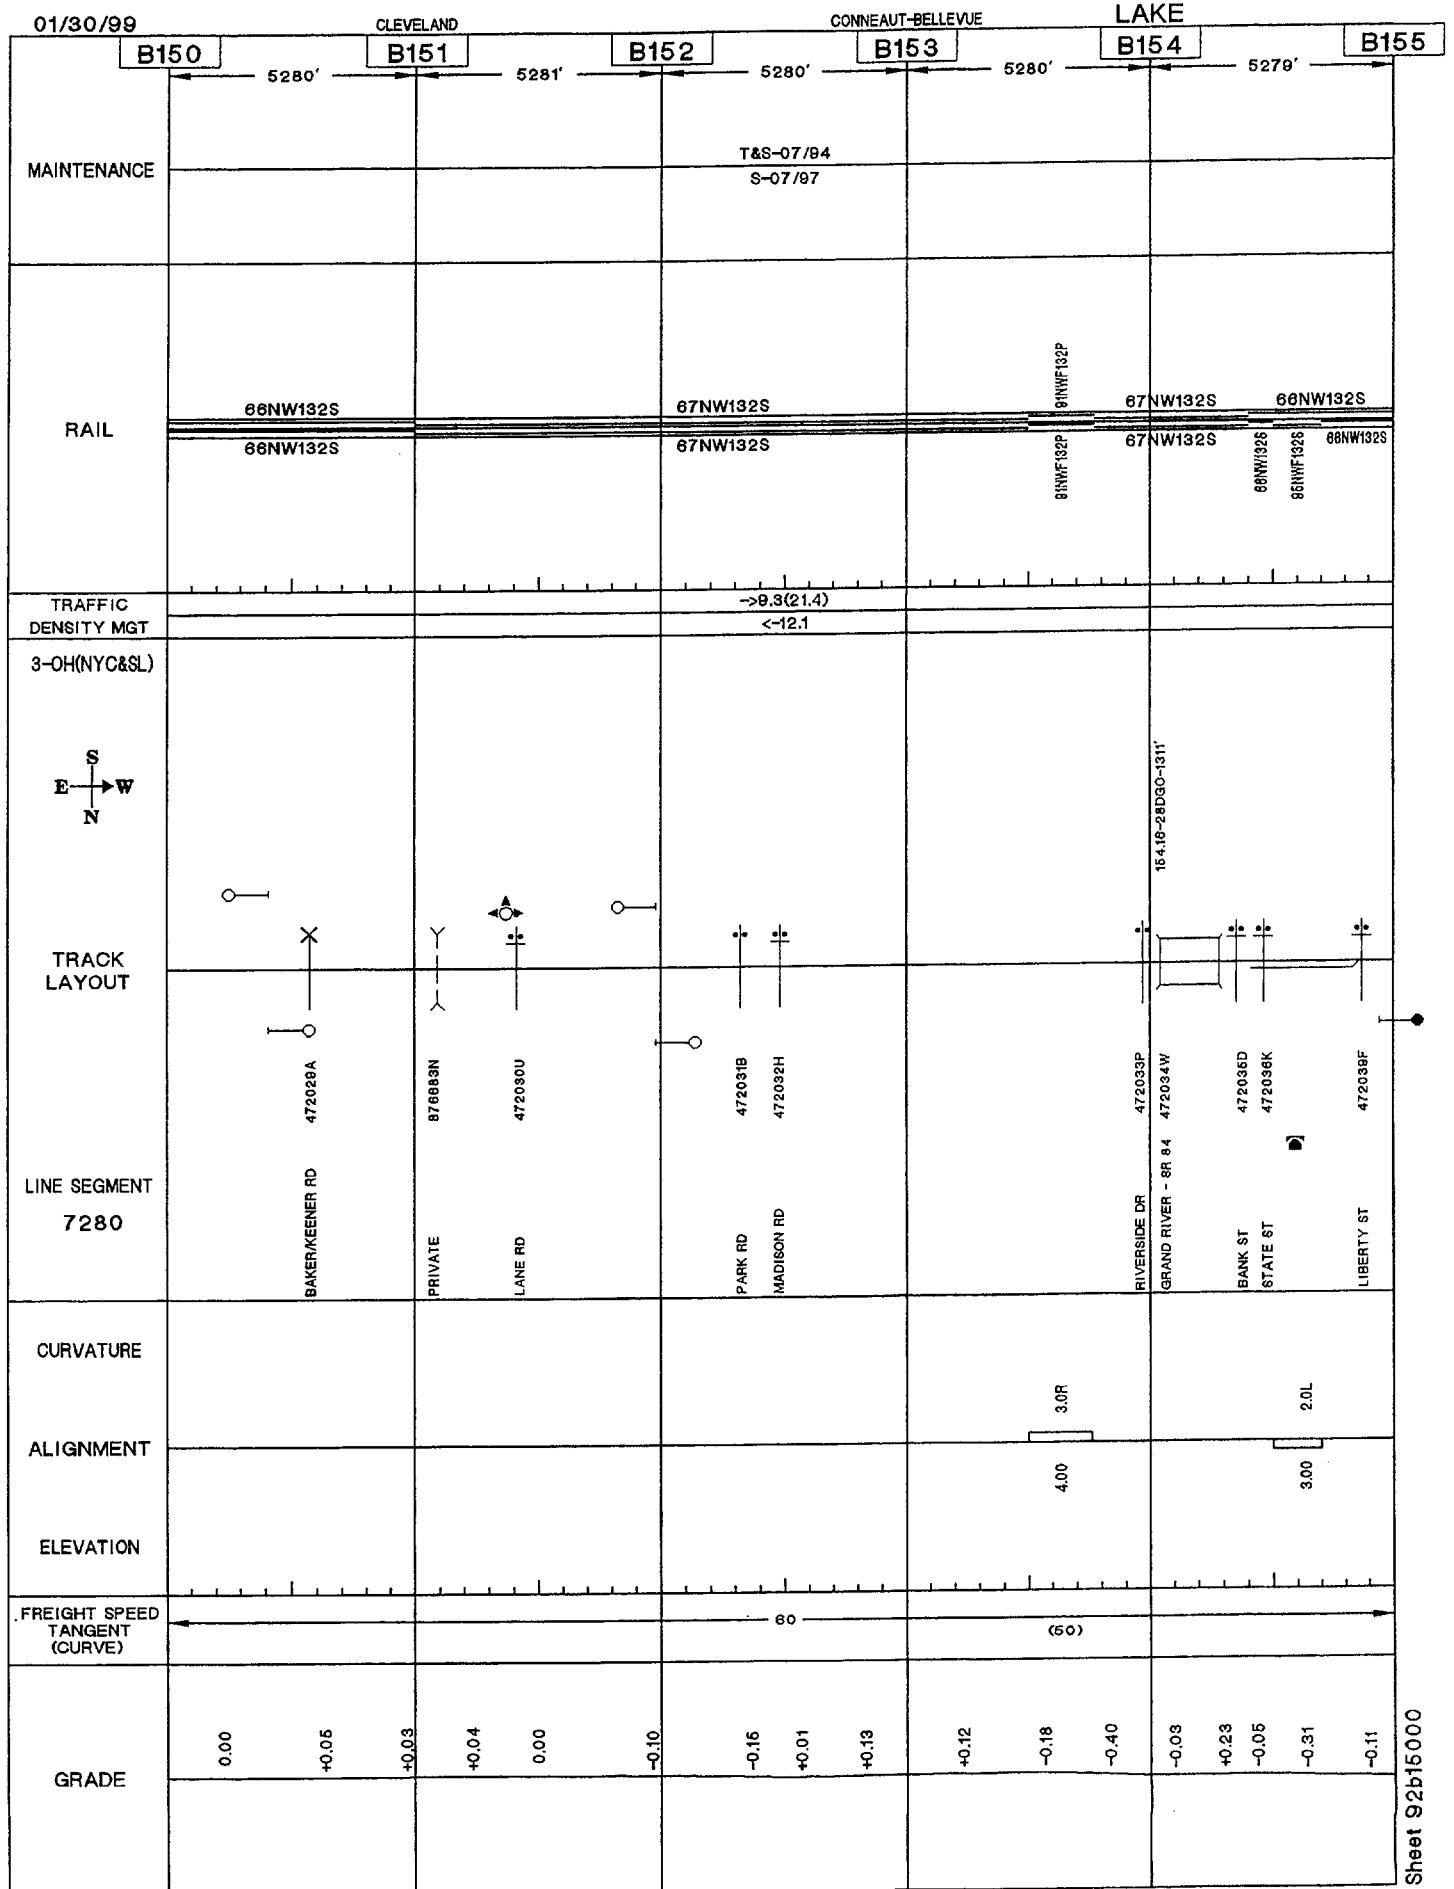 01/30/99
CLEVELAND
CONNEAUT-BELLEVUE
LAKE
B150
B151
B152
B153
B154
B155
5280'
5281'
5280'
5280'
5279'
MAINTENANCE
T&S-07/94
S-07/97
RAIL
66NW132S
67NW132S
91NWF132P
67NW132S
66NW132S
66NW132S
67NW132S
91NWF132P
67NW132S
68NW132S
95NWF132S
66NW132S
TRAFFIC
DENSITY MGT
->9.3(21.4)
<-12.1
3-OH(NYC&SL)
S
E
W
N
154.16-28DGO-1311'
TRACK
LAYOUT
472029A
876683N
472030U
472031B
472032H
472033P
472034W
472035D
472036K
472039F
LINE SEGMENT
7280
BAKER/KEENER RD
PRIVATE
LANE RD
PARK RD
MADISON RD
RIVERSIDE DR
GRAND RIVER - SR 84
BANK ST
STATE ST
LIBERTY ST
CURVATURE
3.0R
2.0L
ALIGNMENT
4.00
3.00
ELEVATION
FREIGHT SPEED
TANGENT
(CURVE)
60
(50)
GRADE
0.00
+0.05
+0.03
+0.04
0.00
-0.10
-0.15
+0.01
+0.13
+0.12
-0.18
-0.40
-0.03
+0.23
-0.05
-0.31
-0.11
Sheet 92b15000